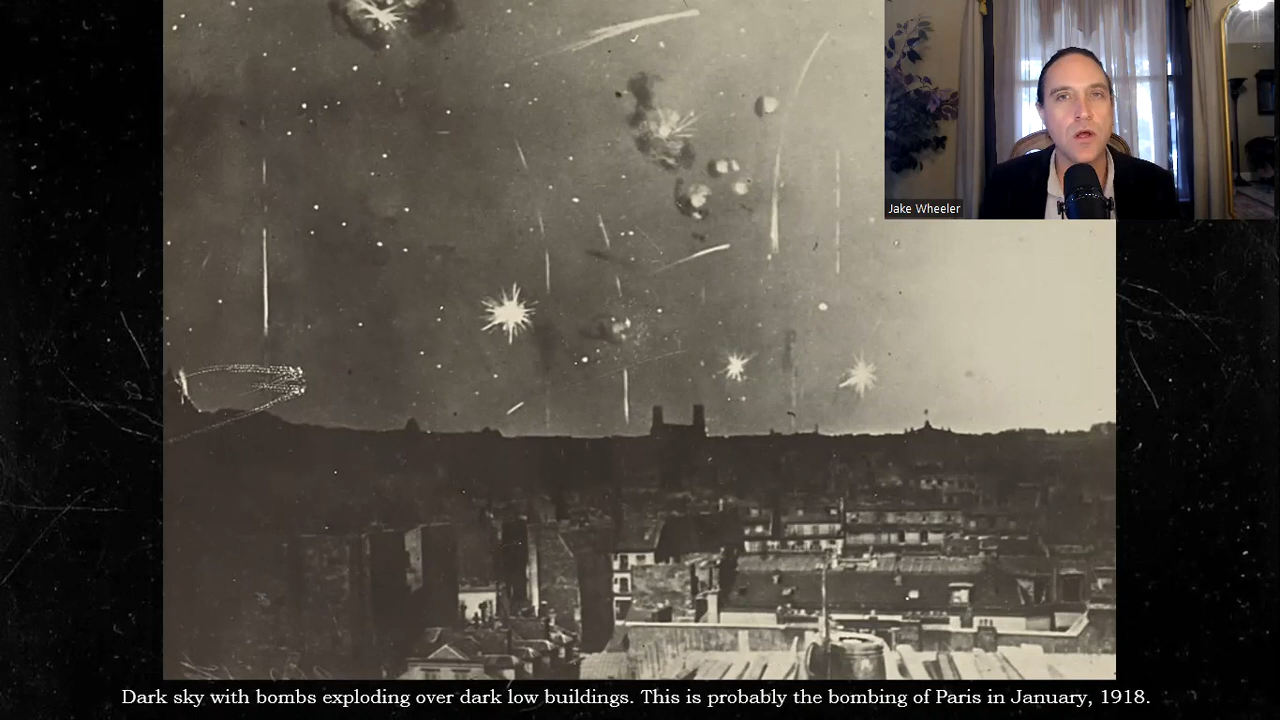 Jake Wheeler
Dark sky with bombs exploding over dark low buildings. This is probably the bombing of Paris in January, 1918.